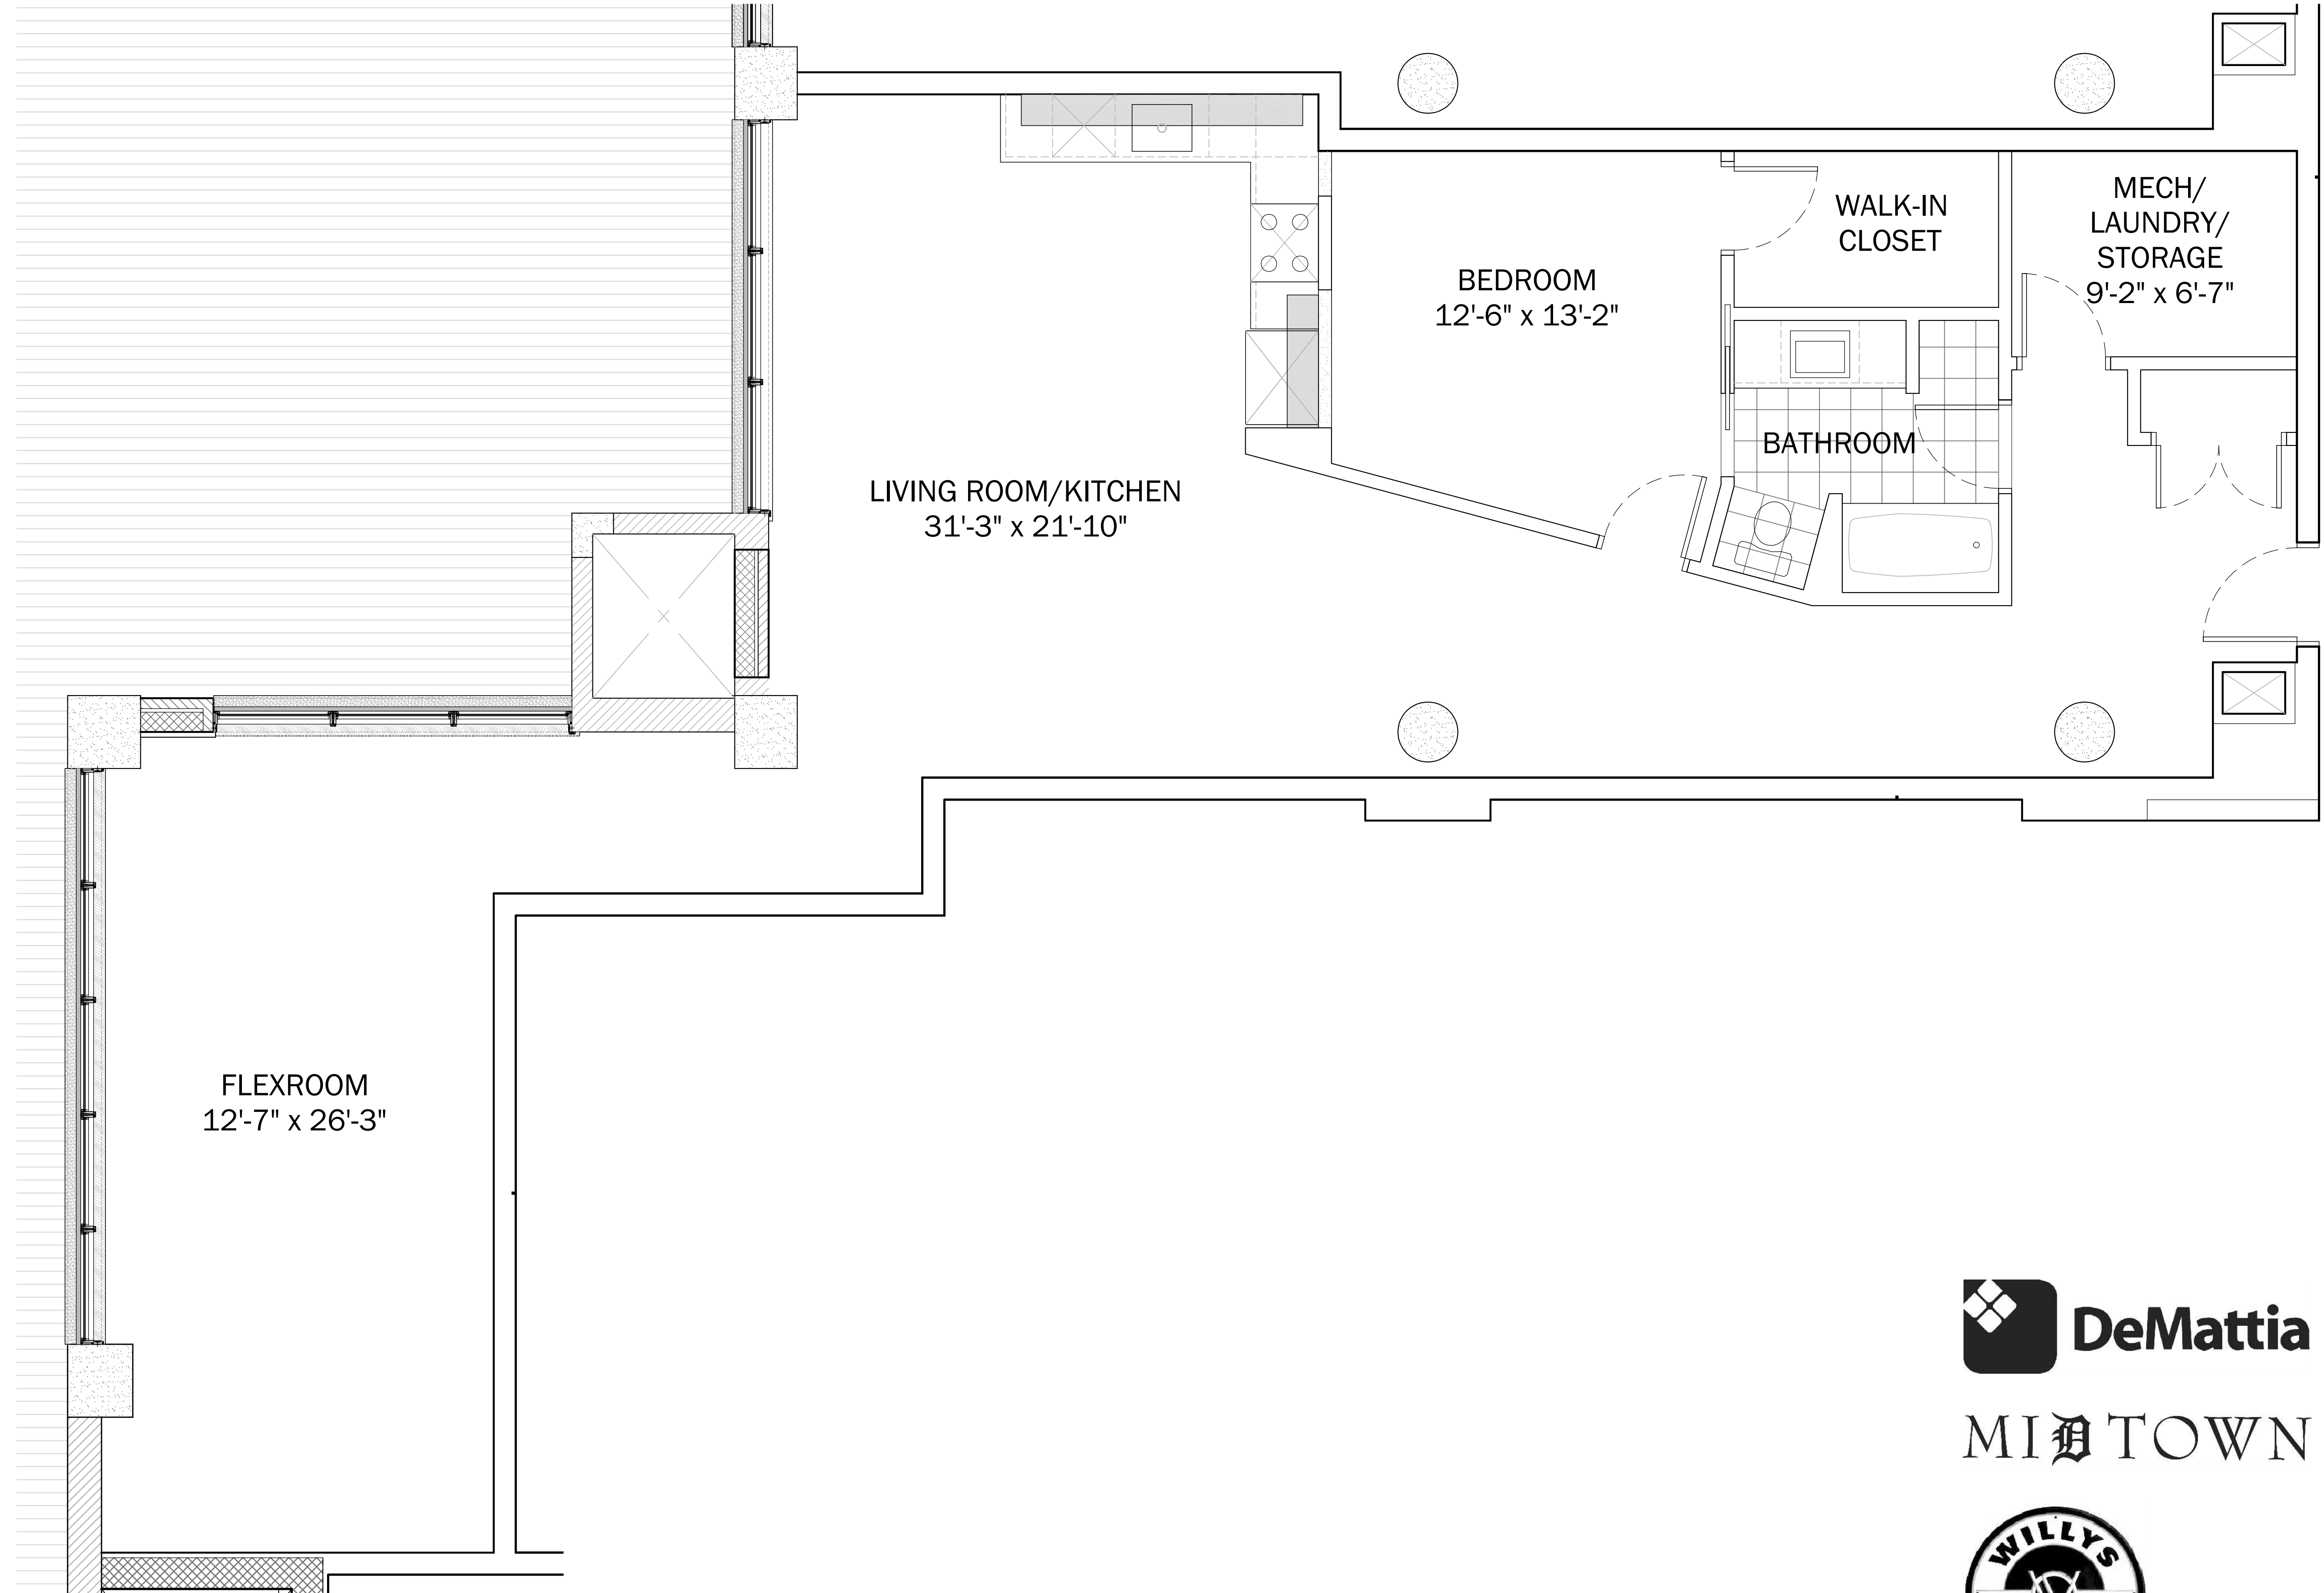 MECH/
LAUNDRY/
STORAGE
9'-2" x 6'-7"
WALK-IN
CLOSET
BEDROOM
12'-6" x 13'-2"
BATHROOM
LIVING ROOM/KITCHEN
31'-3" x 21'-10"
FLEXROOM
12'-7" x 26'-3"
DeMattia
MIDTOWN
WILLYS